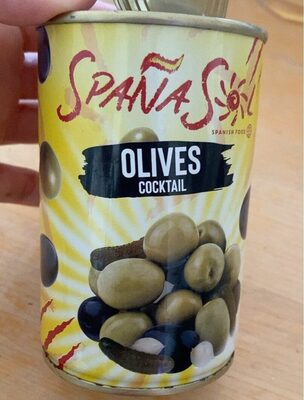 SPAÑA SOL
SPANISH FOOD
OLIVES
COCKTAIL